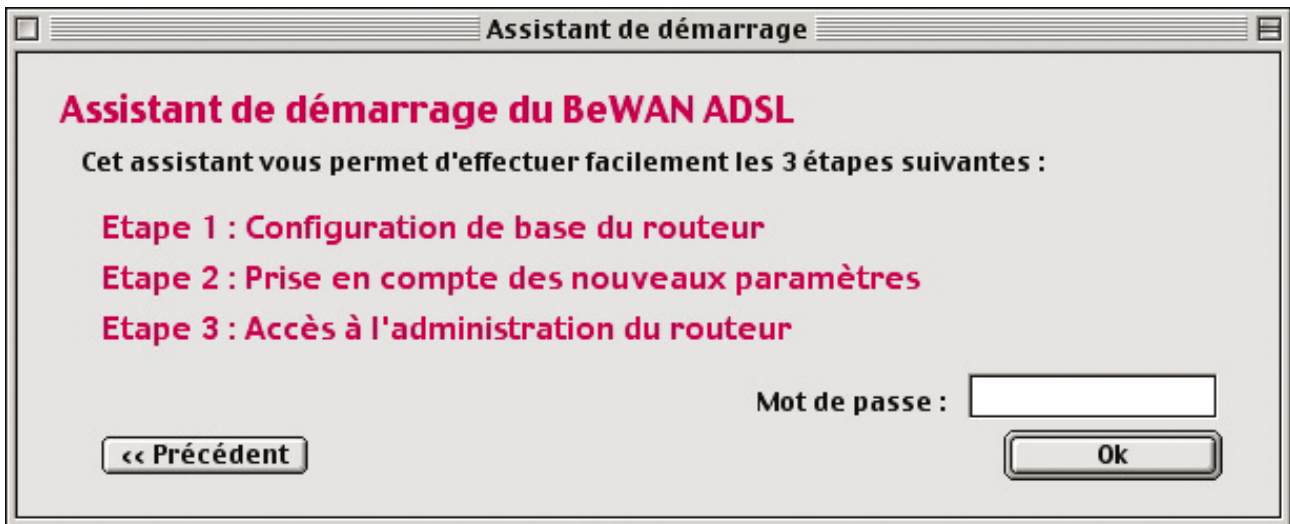 Assistant de démarrage
Assistant de démarrage du BeWAN ADSL
Cet assistant vous permet d'effectuer facilement les 3 étapes suivantes :
Etape 1 : Configuration de base du routeur
Etape 2 : Prise en compte des nouveaux paramètres
Etape 3 : Accès à l'administration du routeur
Mot de passe :
<< Précédent
Ok